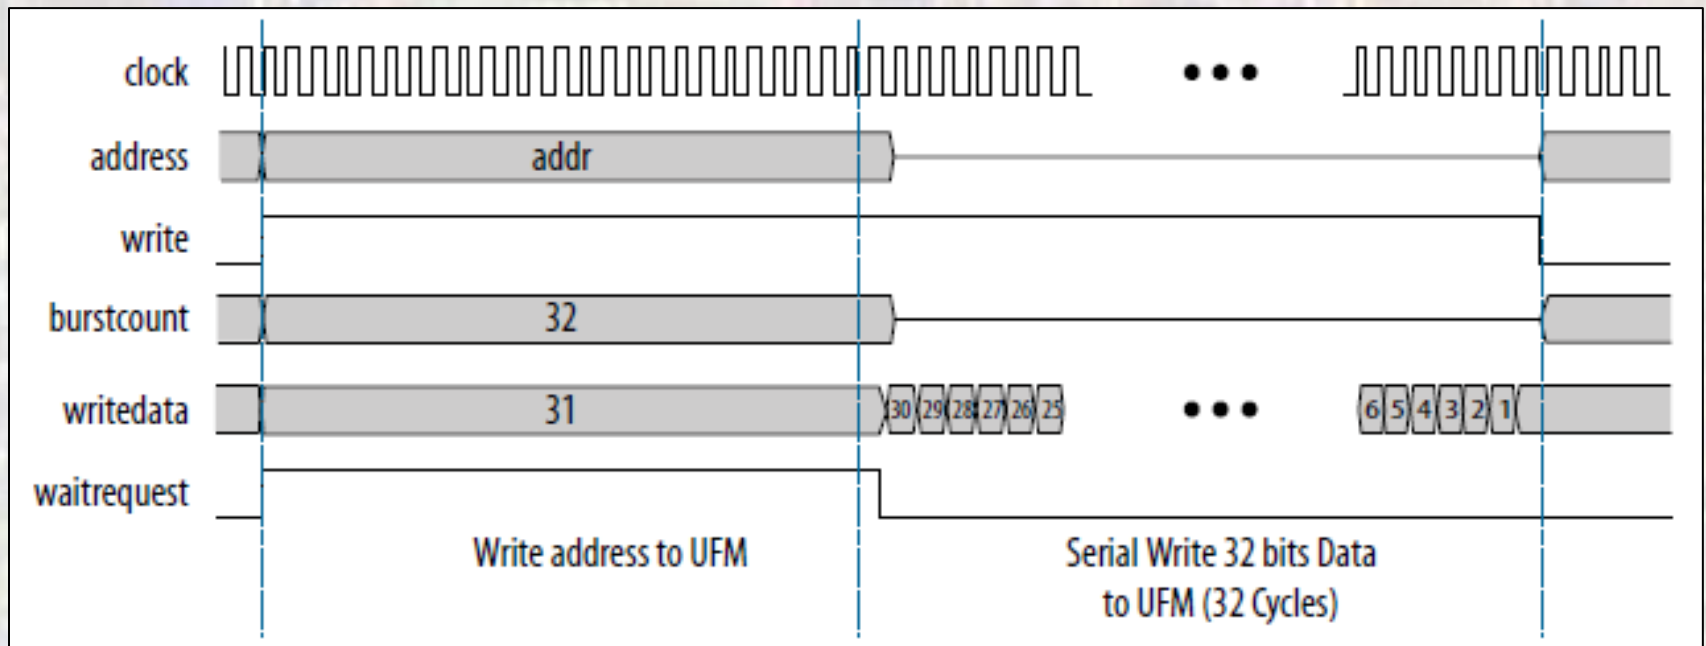 clock
address addr
write
burstcount 32
writedata 31 30 29 28 27 26 25 6 5 4 3 2 1
waitrequest
Write address to UFM
Serial Write 32 bits Data
to UFM (32 Cycles)